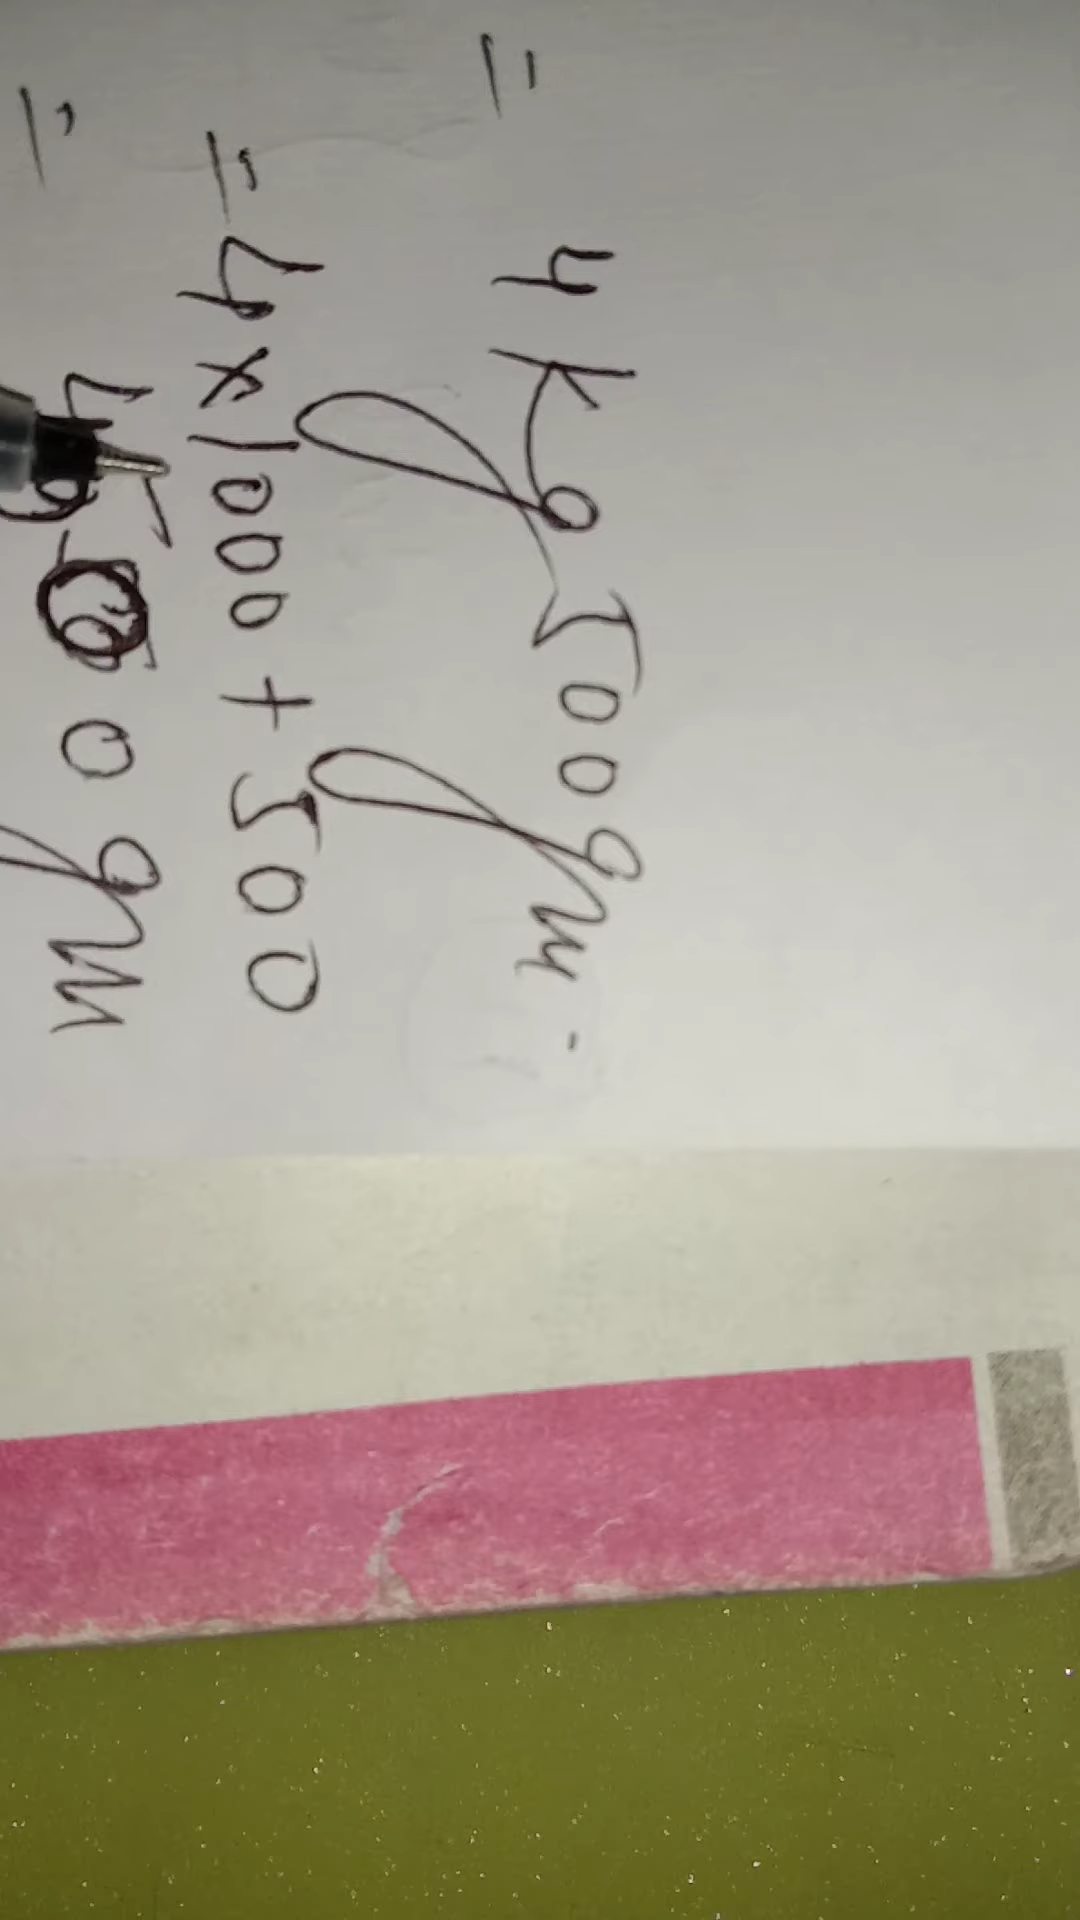 = 4 kg 500 gm.
= 4 x 1000 + 500
= 4500 gm